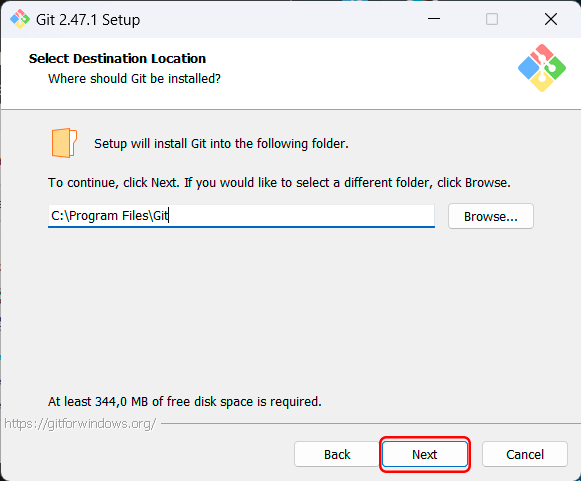 Git 2.47.1 Setup
Select Destination Location
Where should Git be installed?
Setup will install Git into the following folder.
To continue, click Next. If you would like to select a different folder, click Browse.
C:\Program Files\Git
Browse...
At least 344,0 MB of free disk space is required.
https://gitforwindows.org/
Back
Next
Cancel